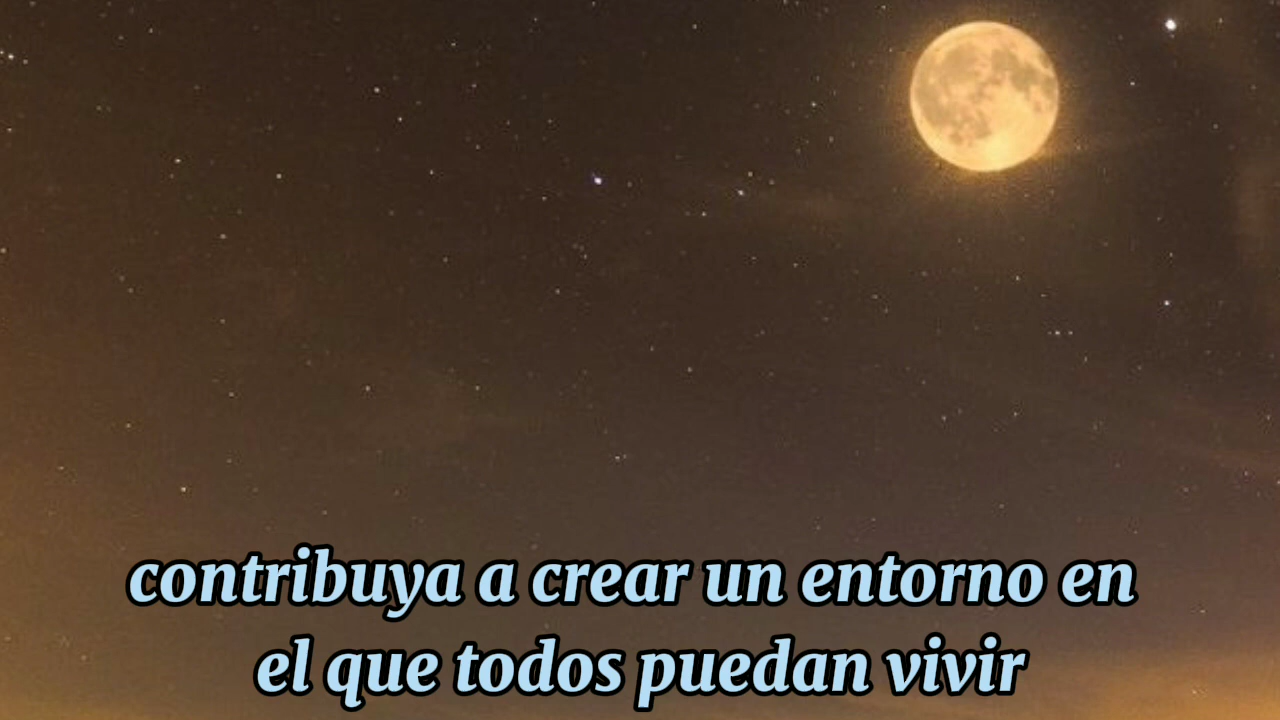 contribuya a crear un entorno en
el que todos puedan vivir